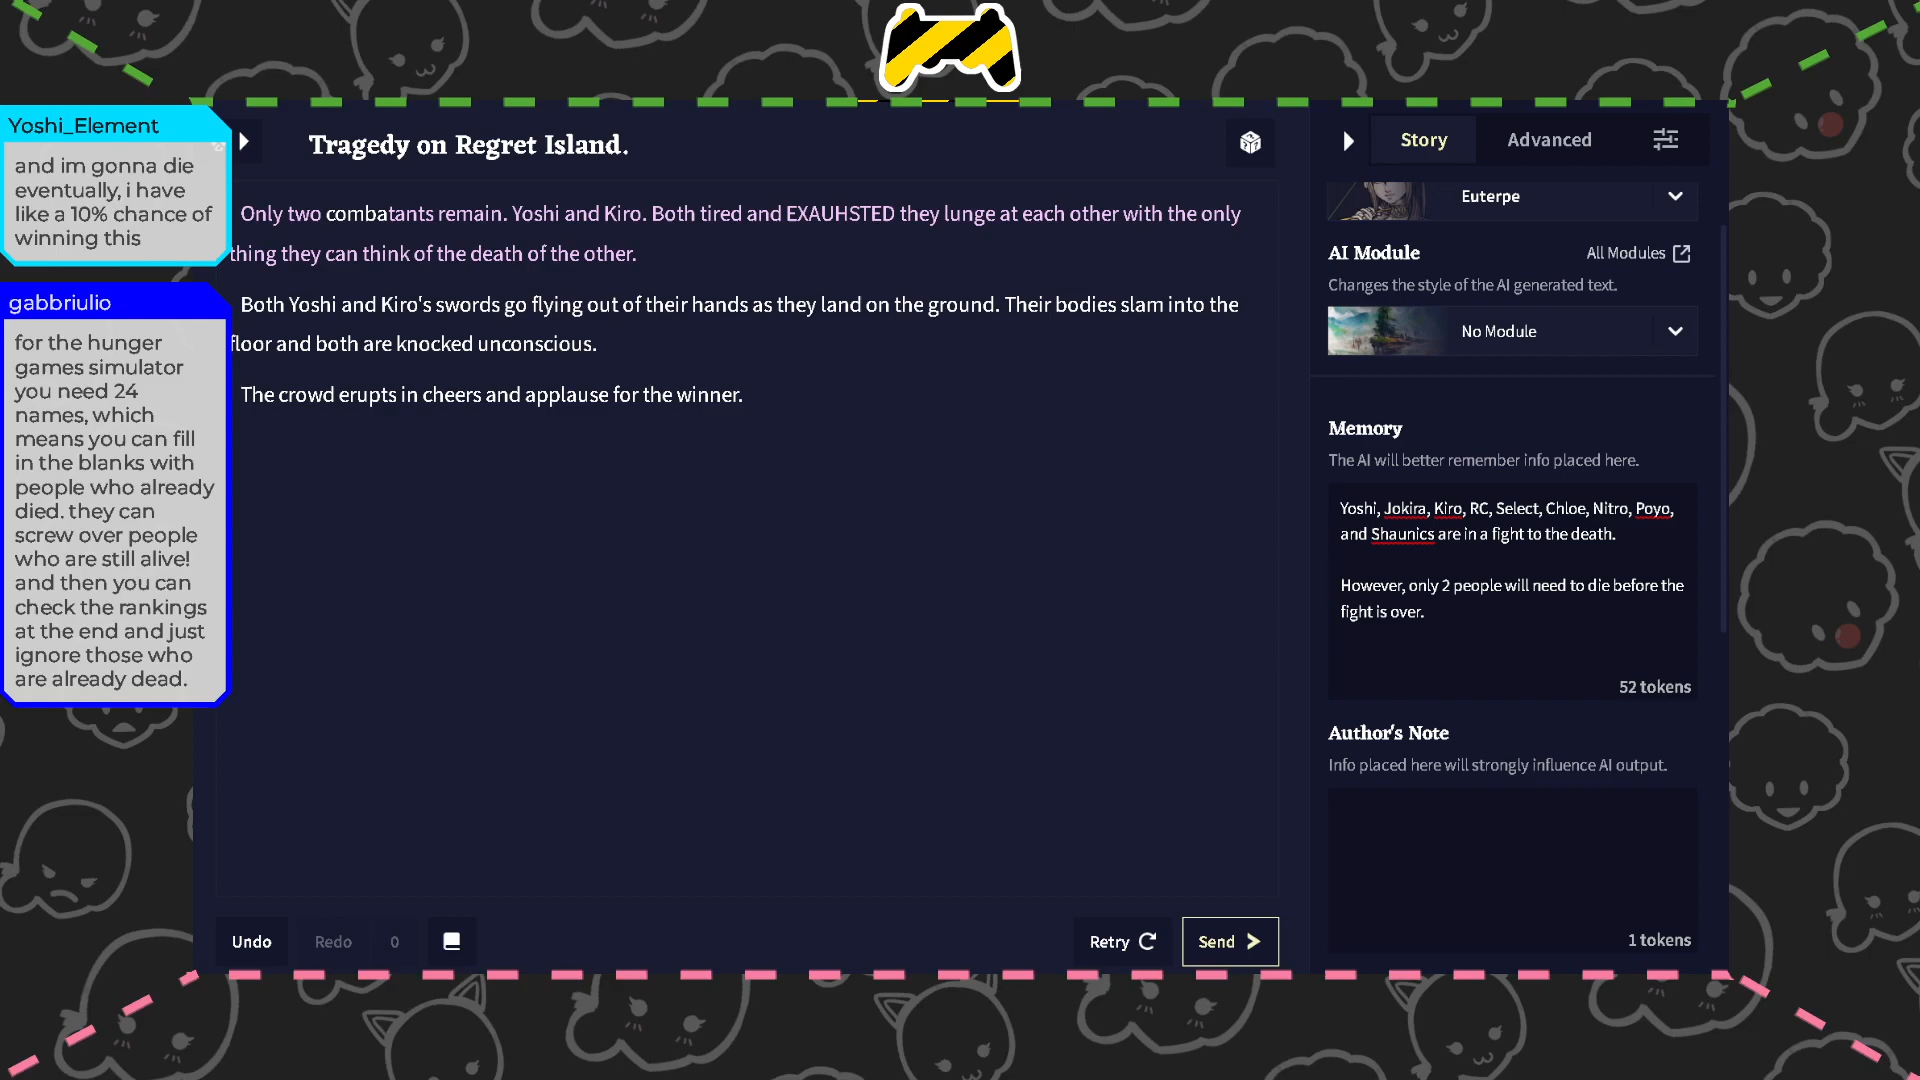 Yoshi_Element
and im gonna die
eventually, i have
like a 10% chance of
winning this
gabbriulio
for the hunger
games simulator
you need 24
names, which
means you can fill
in the blanks with
people who already
died. they can
screw over people
who are still alive!
and then you can
check the rankings
at the end and just
ignore those who
are already dead.
Tragedy on Regret Island.
Only two combatants remain. Yoshi and Kiro. Both tired and EXAUHSTED they lunge at each other with the only
thing they can think of the death of the other.
Both Yoshi and Kiro's swords go flying out of their hands as they land on the ground. Their bodies slam into the
floor and both are knocked unconscious.
The crowd erupts in cheers and applause for the winner.
Undo
Redo
0
Retry
Send
Story
Advanced
Euterpe
AI Module
All Modules
Changes the style of the AI generated text.
No Module
Memory
The AI will better remember info placed here.
Yoshi, Jokira, Kiro, RC, Select, Chloe, Nitro, Poyo,
and Shaunics are in a fight to the death.
However, only 2 people will need to die before the
fight is over.
52 tokens
Author's Note
Info placed here will strongly influence AI output.
1 tokens